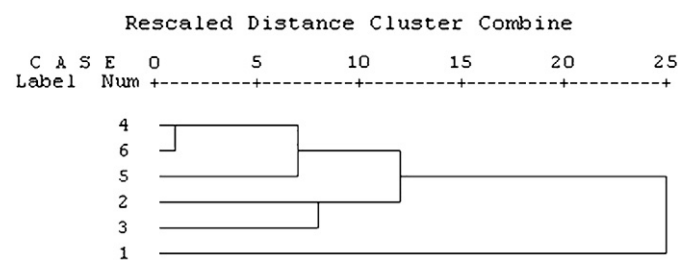 Rescaled Distance Cluster Combine
C A S E 0 5 10 15 20 25
Label Num +---------+---------+---------+---------+---------+
4
6
5
2
3
1